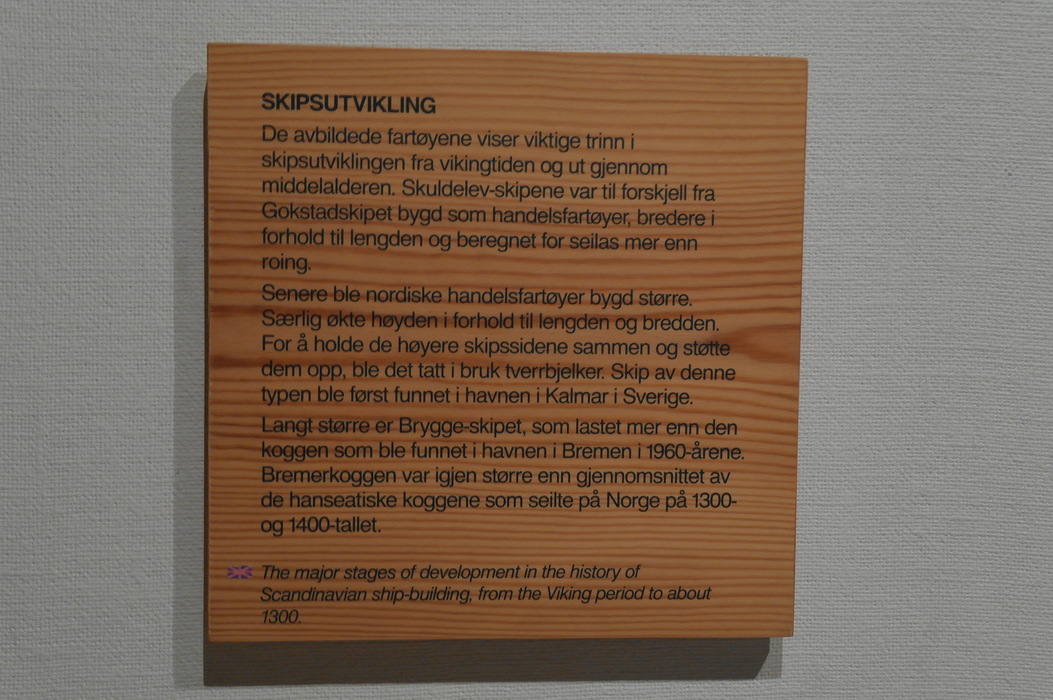 SKIPSUTVIKLING
De avbildede fartøyene viser viktige trinn i
skipsutviklingen fra vikingtiden og ut gjennom
middelalderen. Skuldelev-skipene var til forskjell fra
Gokstadskipet bygd som handelsfartøyer, bredere i
forhold til lengden og beregnet for seilas mer enn
roing.
Senere ble nordiske handelsfartøyer bygd større.
Særlig økte høyden i forhold til lengden og bredden.
For å holde de høyere skipssidene sammen og støtte
dem opp, ble det tatt i bruk tverrbjelker. Skip av denne
typen ble først funnet i havnen i Kalmar i Sverige.
Langt større er Brygge-skipet, som lastet mer enn den
koggen som ble funnet i havnen i Bremen i 1960-årene.
Bremerkoggen var igjen større enn gjennomsnittet av
de hanseatiske koggene som seilte på Norge på 1300-
og 1400-tallet.
The major stages of development in the history of
Scandinavian ship-building, from the Viking period to about
1300.